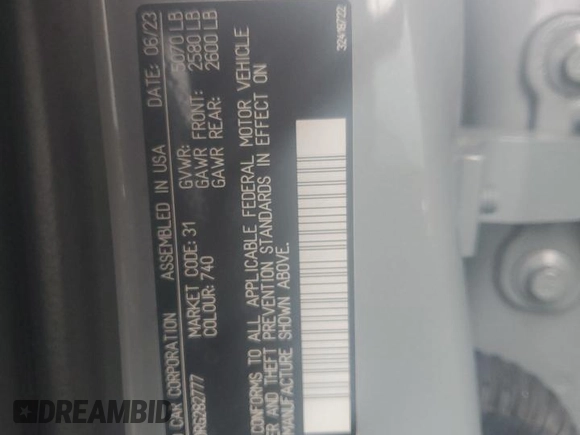 CAR CORPORATION ASSEMBLED IN USA DATE: 06/23
MARKET CODE: 31 GVWR: 5070 LB
COLOUR: 740 GAWR FRONT: 2580 LB
GAWR REAR: 2600 LB
CONFORMS TO ALL APPLICABLE FEDERAL MOTOR VEHICLE
AND THEFT PREVENTION STANDARDS IN EFFECT ON
MANUFACTURE SHOWN ABOVE.
32419722
DREAMBID